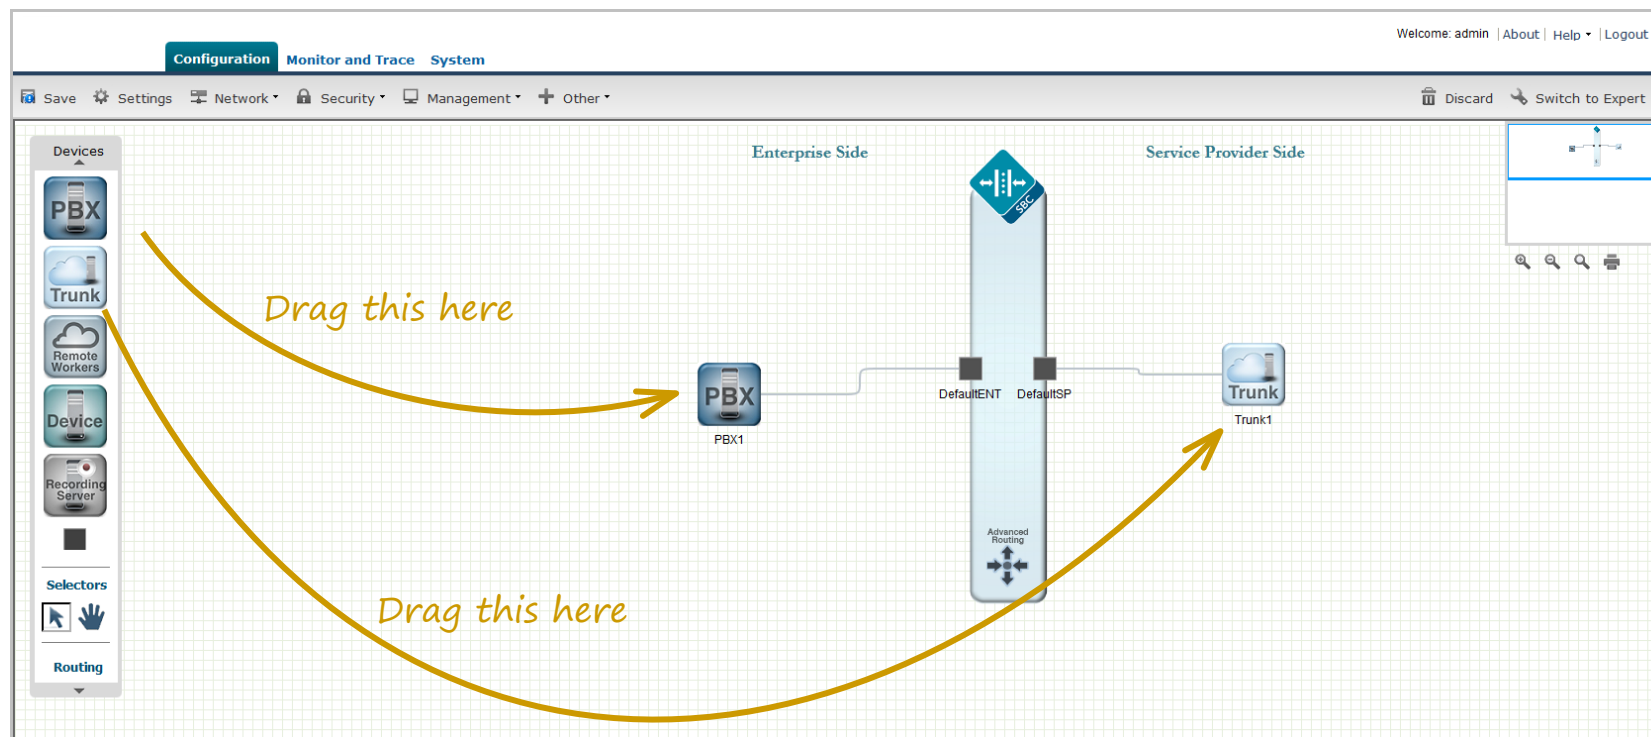 Welcome: admin | About | Help | Logout
Configuration Monitor and Trace System
Save Settings Network Security Management Other Discard Switch to Expert
Devices
PBX
Trunk
Remote
Workers
Device
Recording
Server
Selectors
Routing
Enterprise Side
Service Provider Side
SBC
Drag this here
PBX
PBX1
DefaultENT DefaultSP
Trunk
Trunk1
Advanced
Routing
Drag this here